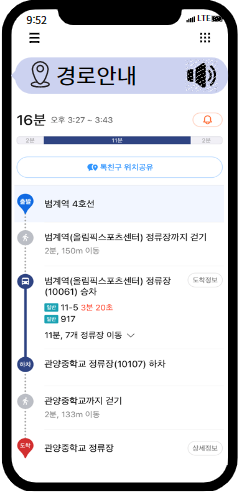 9:52 LTE
경로안내
16분 오후 3:27 ~ 3:43
2분 11분 3분
톡친구 위치공유
출발 범계역 4호선
범계역(올림픽스포츠센터) 정류장까지 걷기
2분, 150m 이동
범계역(올림픽스포츠센터) 정류장 도착정보
(10061) 승차
일반 11-5 3분 20초
일반 917
11분, 7개 정류장 이동
하차 관양중학교 정류장(10107) 하차
관양중학교까지 걷기
2분, 133m 이동
도착 관양중학교 정류장 상세정보